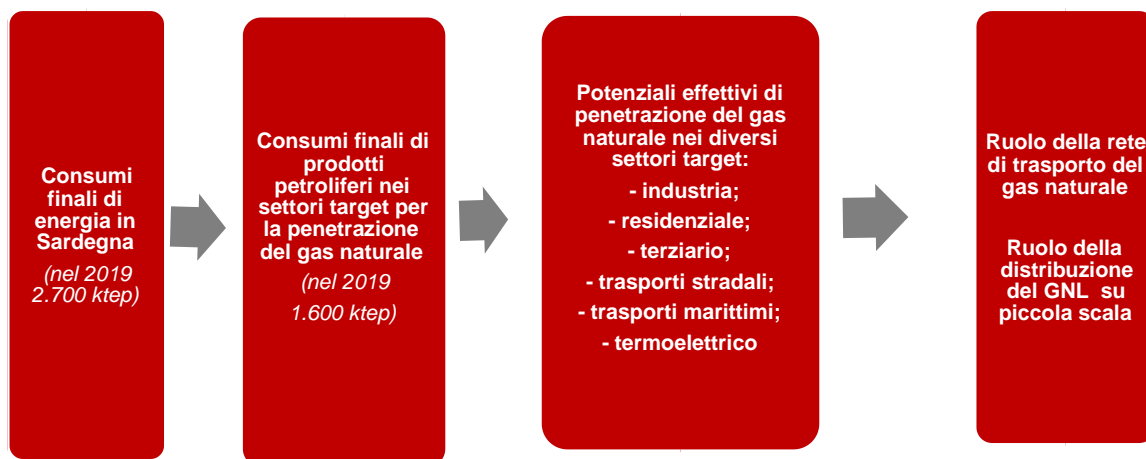 Consumi
finali di
energia in
Sardegna
(nel 2019
2.700 ktep)
Consumi finali di
prodotti
petroliferi nei
settori target per
la penetrazione
del gas naturale
(nel 2019
1.600 ktep)
Potenziali effettivi di
penetrazione del gas
naturale nei diversi
settori target:
- industria;
- residenziale;
- terziario;
- trasporti stradali;
- trasporti marittimi;
- termoelettrico
Ruolo della rete
di trasporto del
gas naturale
Ruolo della
distribuzione
del GNL su
piccola scala